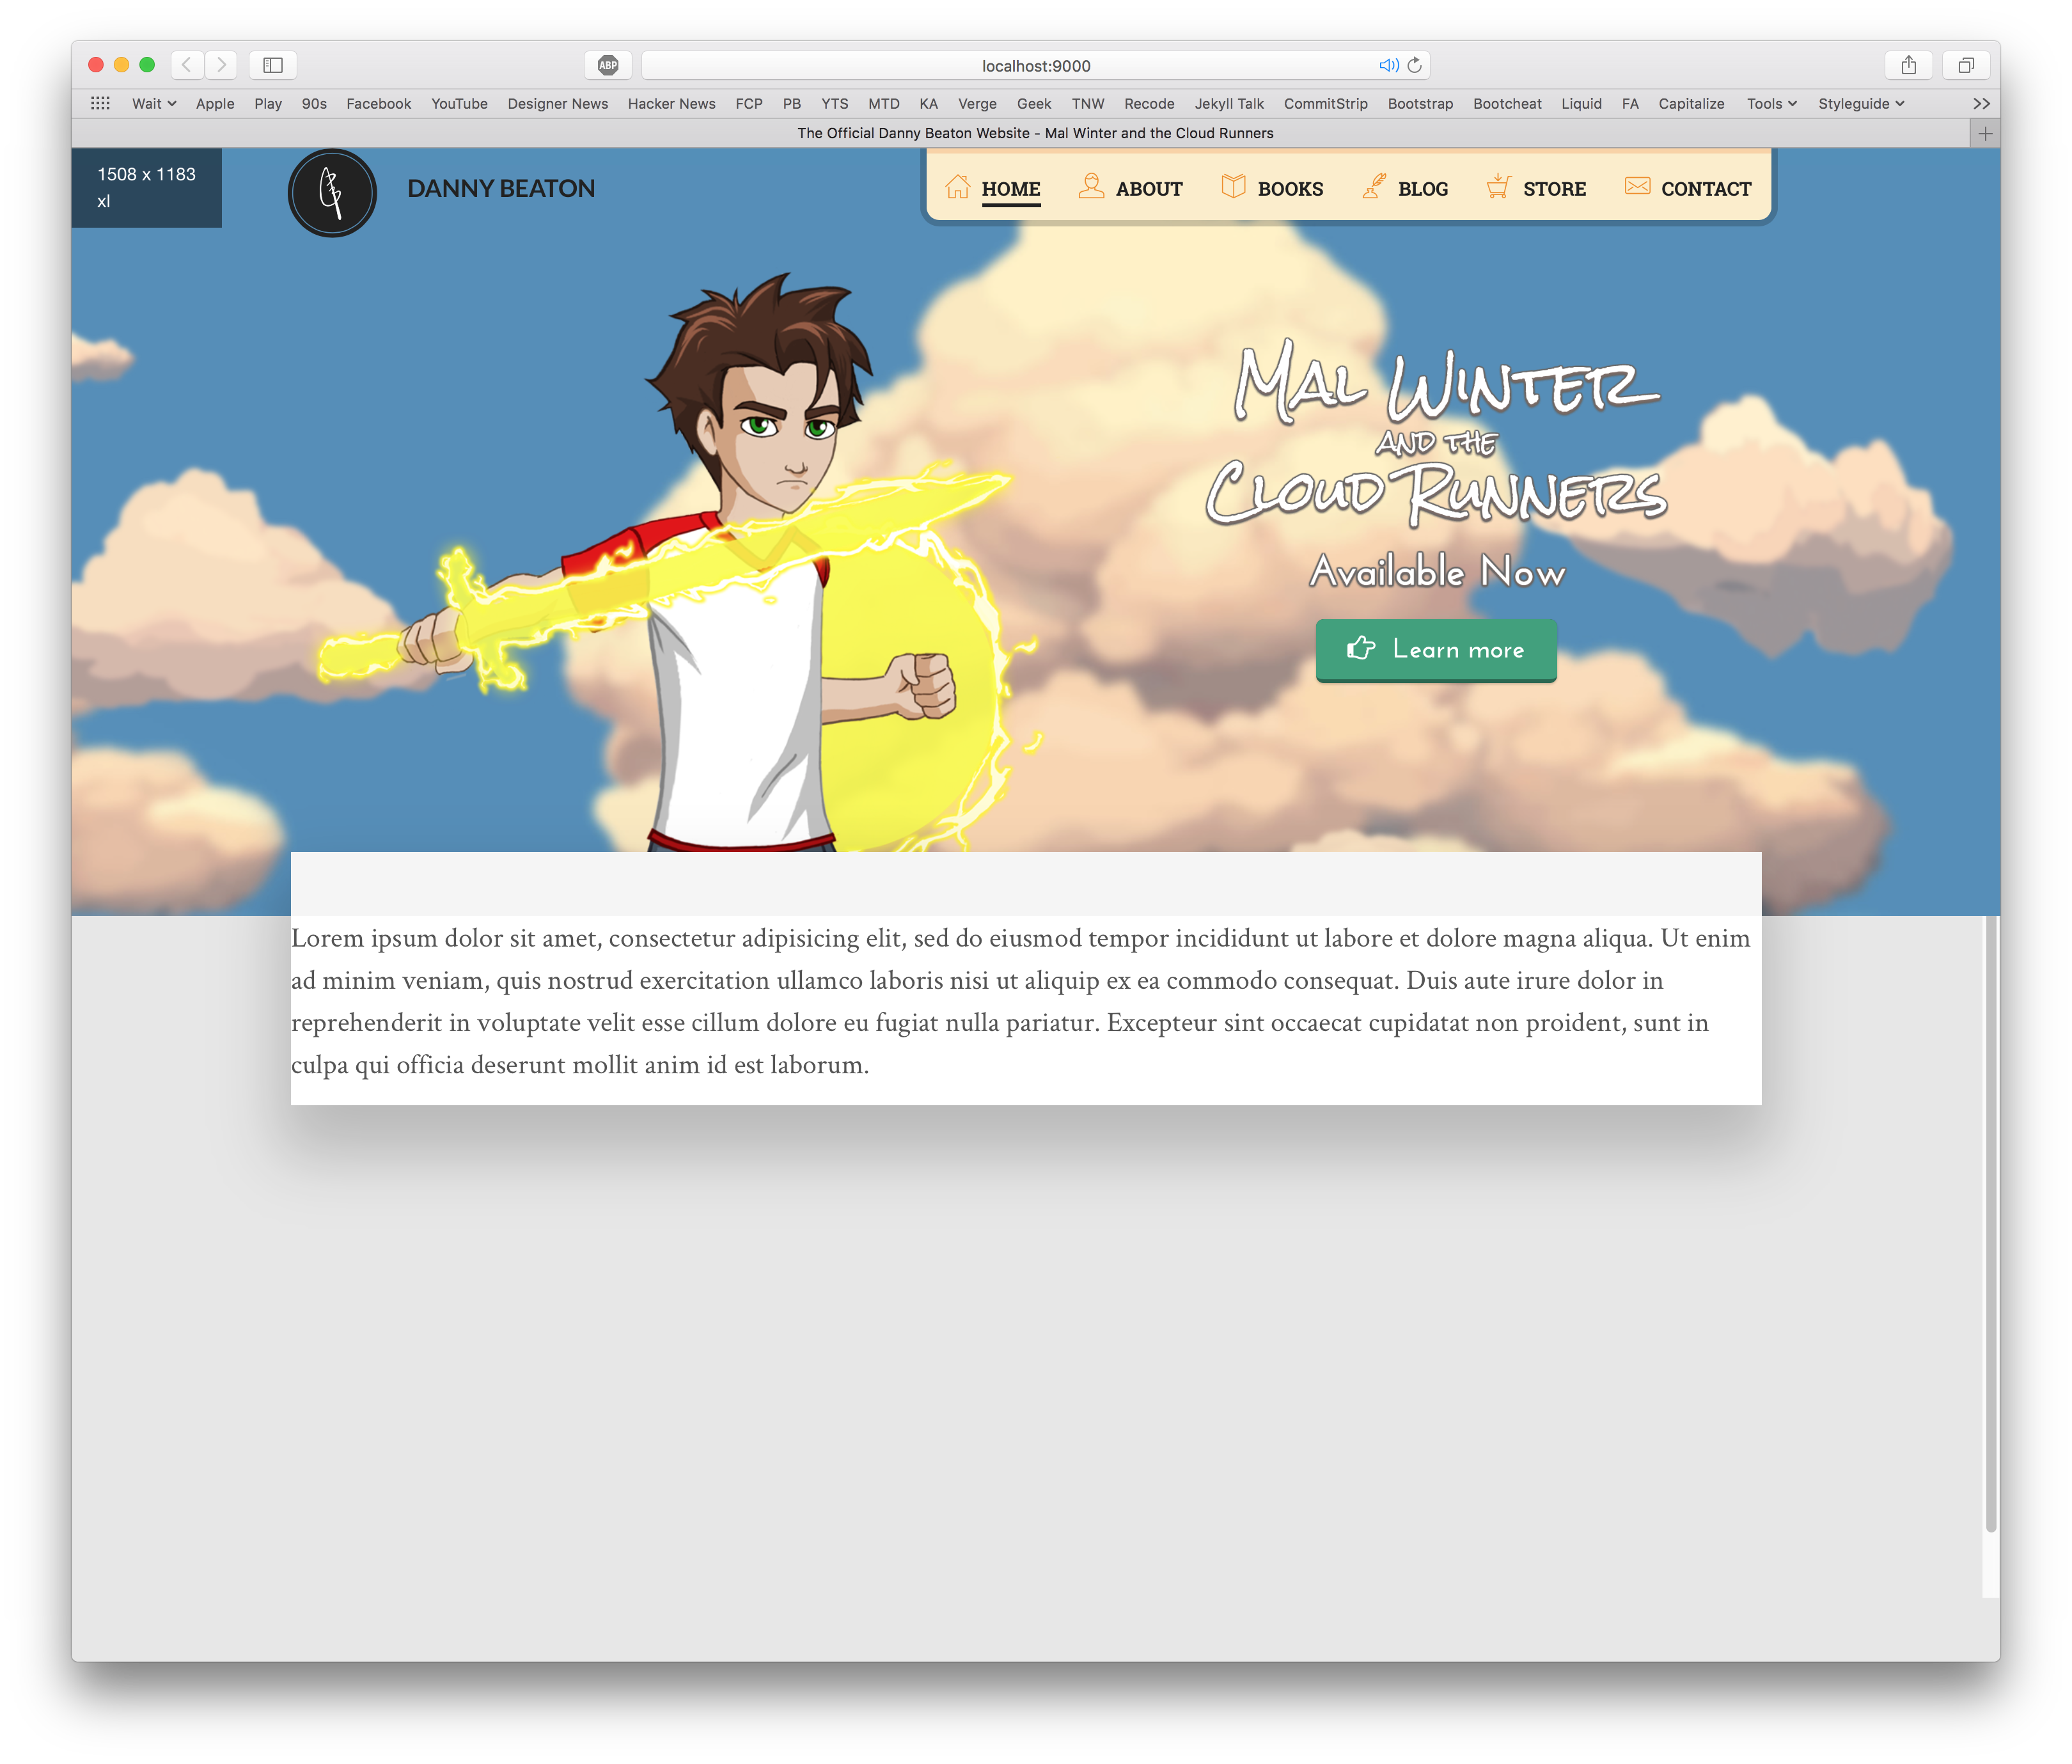 ABP
localhost:9000
Wait Apple Play 90s Facebook YouTube Designer News Hacker News FCP PB YTS MTD KA Verge Geek TNW Recode Jekyll Talk CommitStrip Bootstrap Bootcheat Liquid FA Capitalize Tools Styleguide
The Official Danny Beaton Website - Mal Winter and the Cloud Runners
1508 x 1183
xl
DANNY BEATON
HOME ABOUT BOOKS BLOG STORE CONTACT
MAL WINTER
AND THE
CLOUD RUNNERS
Available Now
Learn more
Lorem ipsum dolor sit amet, consectetur adipisicing elit, sed do eiusmod tempor incididunt ut labore et dolore magna aliqua. Ut enim
ad minim veniam, quis nostrud exercitation ullamco laboris nisi ut aliquip ex ea commodo consequat. Duis aute irure dolor in
reprehenderit in voluptate velit esse cillum dolore eu fugiat nulla pariatur. Excepteur sint occaecat cupidatat non proident, sunt in
culpa qui officia deserunt mollit anim id est laborum.